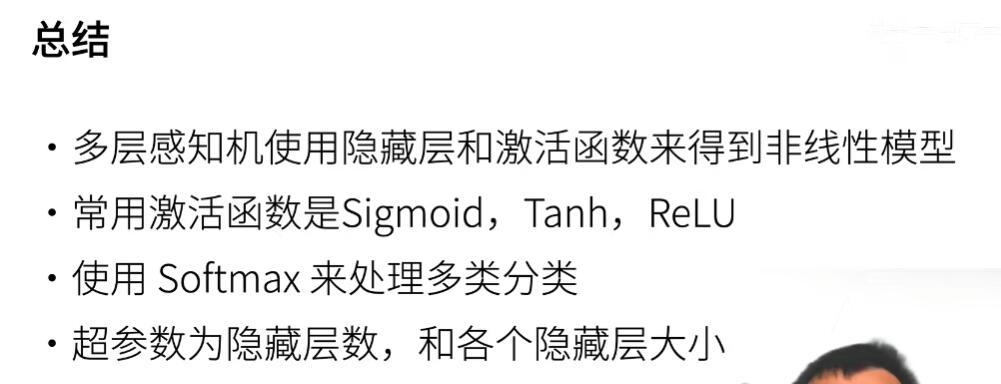 总结
・多层感知机使用隐藏层和激活函数来得到非线性模型
・常用激活函数是Sigmoid，Tanh，ReLU
・使用 Softmax 来处理多类分类
・超参数为隐藏层数，和各个隐藏层大小